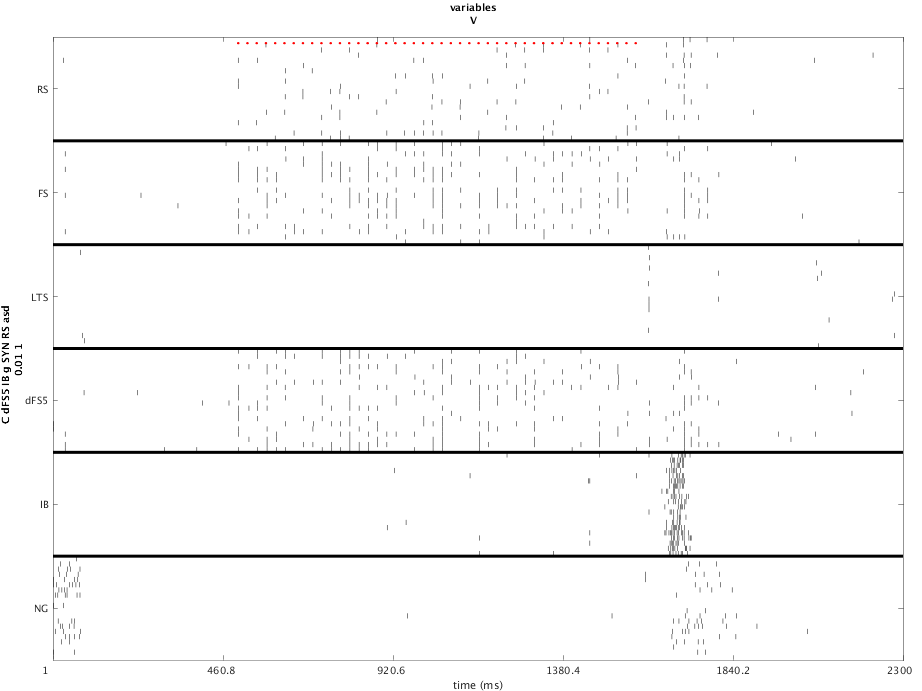 variables
V
RS
FS
LTS
dFS5
IB
NG
C dFS5 IB g SYN RS asd
0.01 1
1
460.8
920.6
1380.4
1840.2
2300
time (ms)